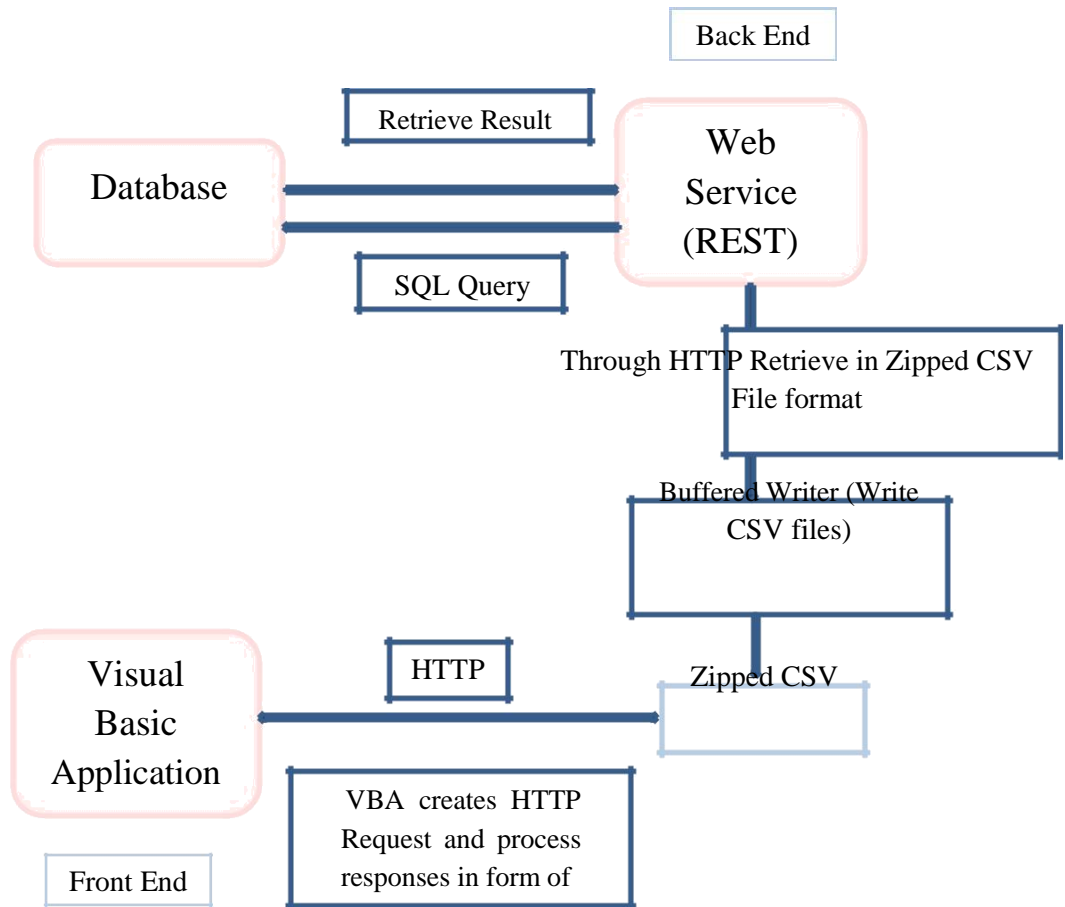 Back End
Retrieve Result
Database
Web
Service
(REST)
SQL Query
Through HTTP Retrieve in Zipped CSV
File format
Buffered Writer (Write
CSV files)
Zipped CSV
HTTP
Visual
Basic
Application
VBA creates HTTP
Request and process
responses in form of
Front End